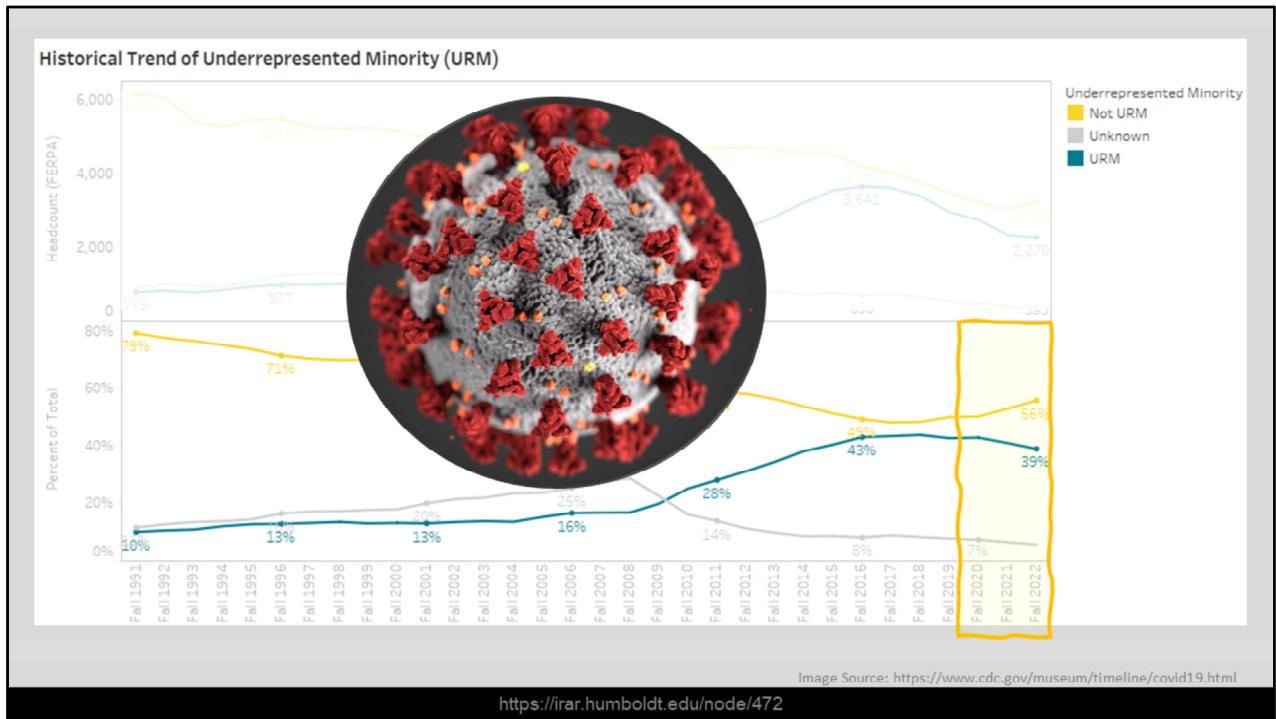 Historical Trend of Underrepresented Minority (URM)
Underrepresented Minority
Not URM
Unknown
URM
Headcount (FERPA)
6,000
4,000
2,000
0
977
3,641
2,270
Percent of Total
80%
60%
40%
20%
0%
79%
71%
49%
56%
43%
39%
28%
25%
20%
16%
14%
13%
13%
10%
8%
7%
Fall 1991
Fall 1992
Fall 1993
Fall 1994
Fall 1995
Fall 1996
Fall 1997
Fall 1998
Fall 1999
Fall 2000
Fall 2001
Fall 2002
Fall 2003
Fall 2004
Fall 2005
Fall 2006
Fall 2007
Fall 2008
Fall 2009
Fall 2010
Fall 2011
Fall 2012
Fall 2013
Fall 2014
Fall 2015
Fall 2016
Fall 2017
Fall 2018
Fall 2019
Fall 2020
Fall 2021
Fall 2022
Image Source: https://www.cdc.gov/museum/timeline/covid19.html
https://irar.humboldt.edu/node/472